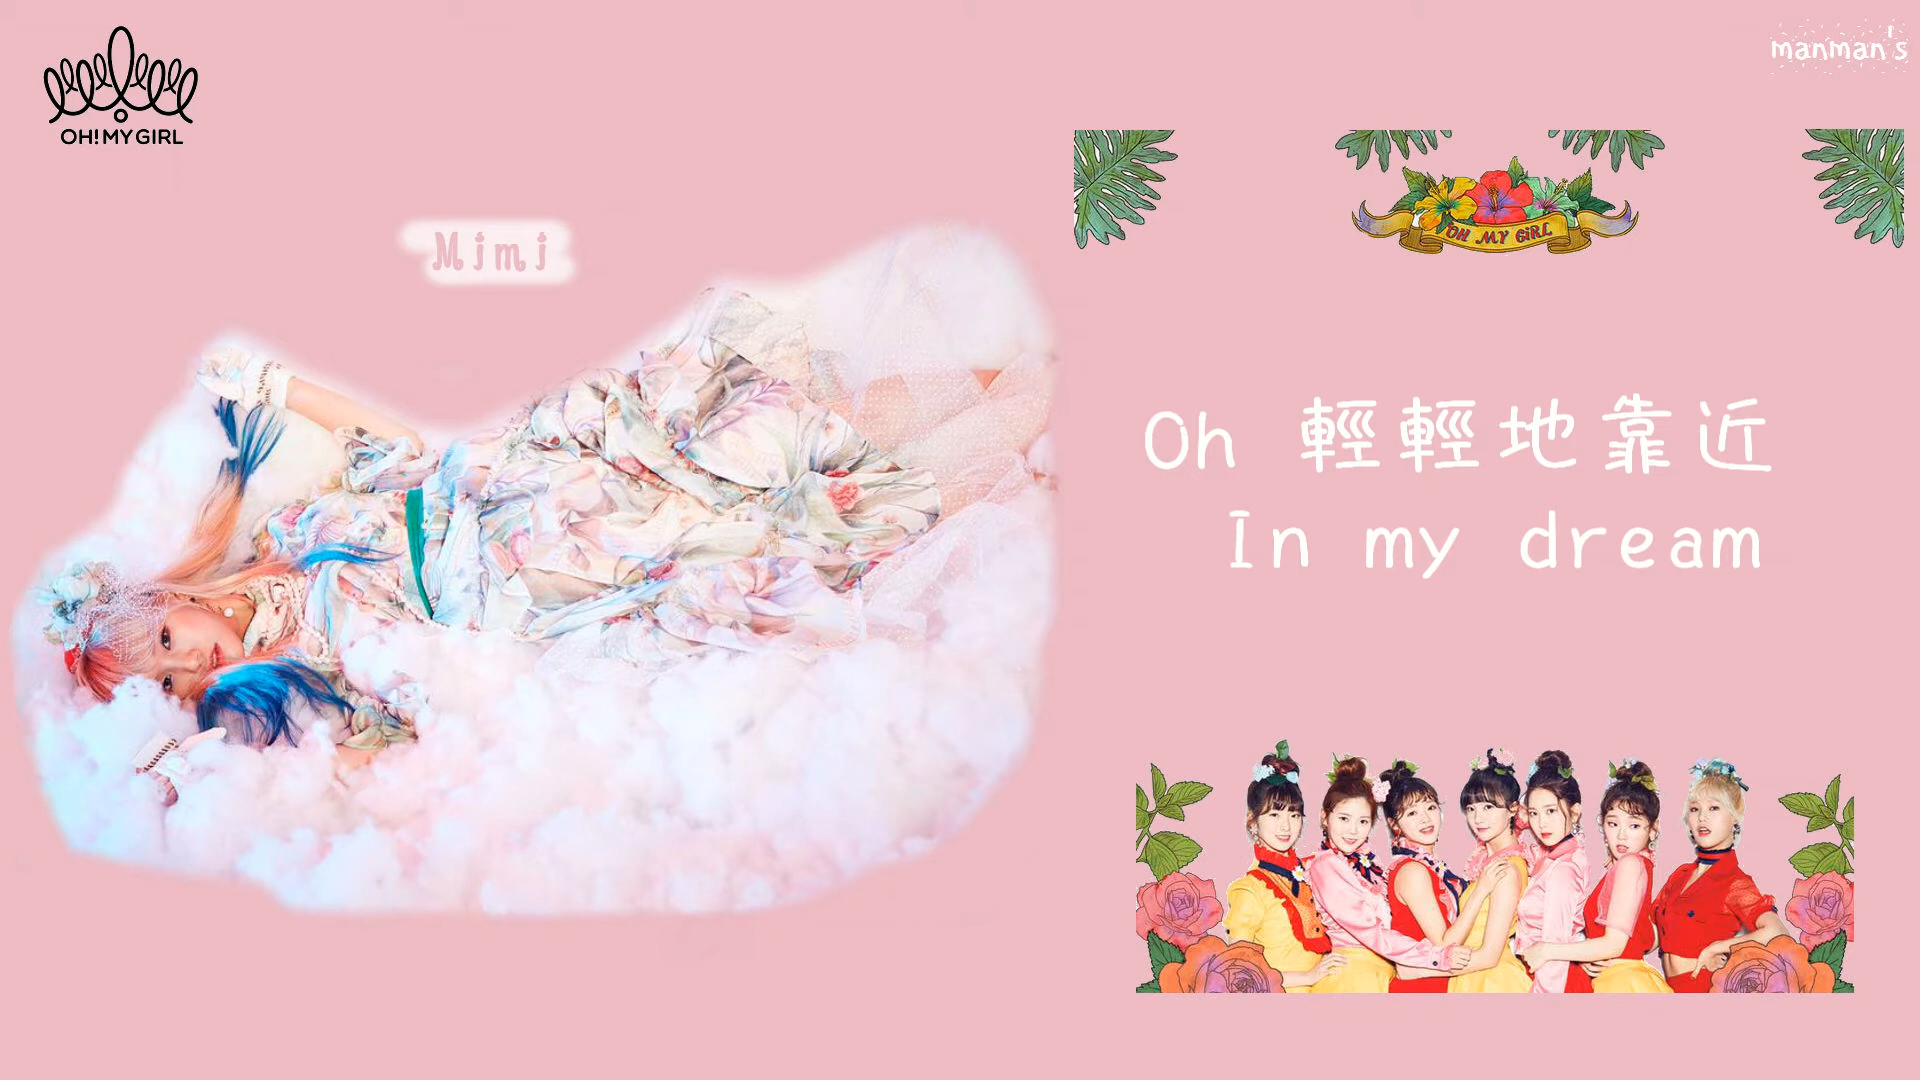 OH! MY GIRL
manman's
OH MY GiRL
Mimi
Oh 輕輕地靠近
In my dream